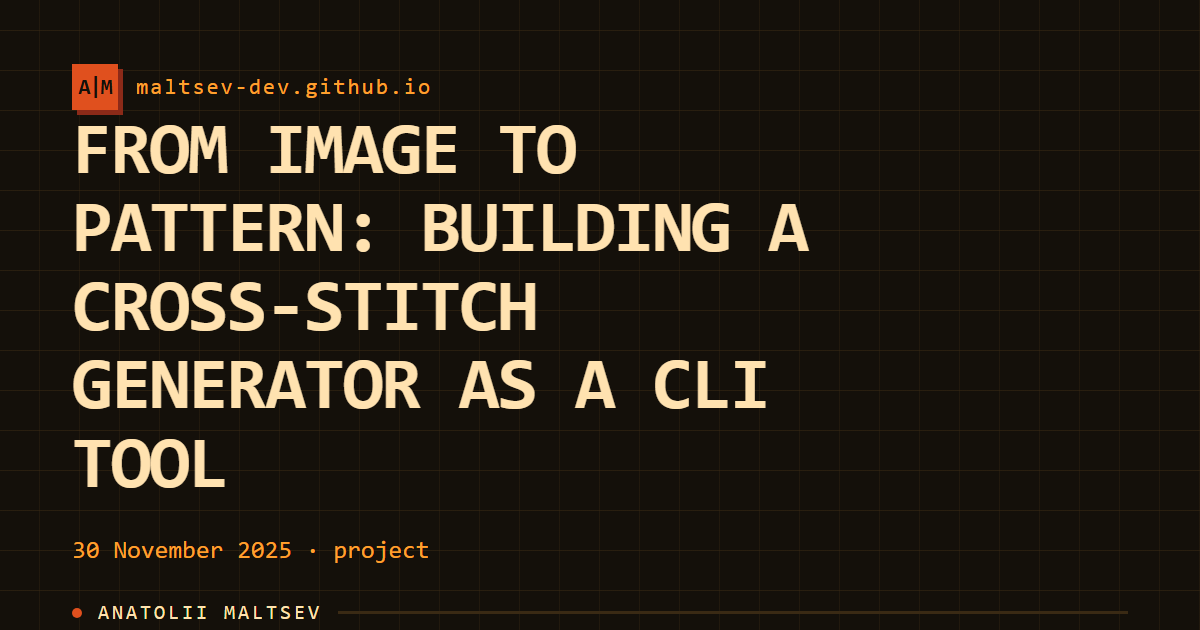 A|M maltsev-dev.github.io
FROM IMAGE TO
PATTERN: BUILDING A
CROSS-STITCH
GENERATOR AS A CLI
TOOL
30 November 2025 · project
ANATOLII MALTSEV